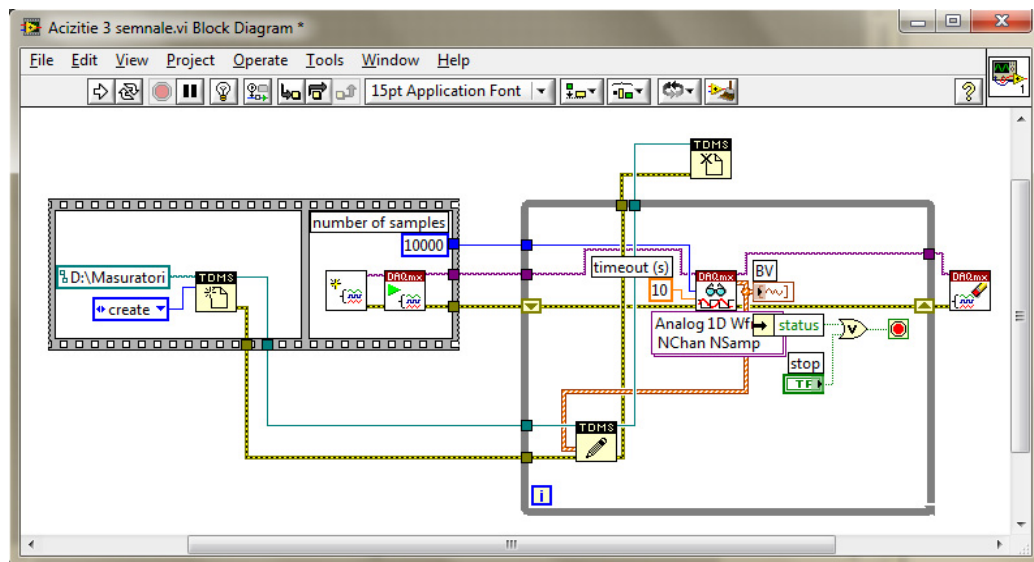 Acizitie 3 semnale.vi Block Diagram *
File Edit View Project Operate Tools Window Help
15pt Application Font
1
TDMS
number of samples
10000
D:\Masuratori
TDMS
create
DAQmx
timeout (s)
10
DAQmx
BV
DAQmx
Analog 1D Wf
NChan NSamp
status
stop
TF
TDMS
i